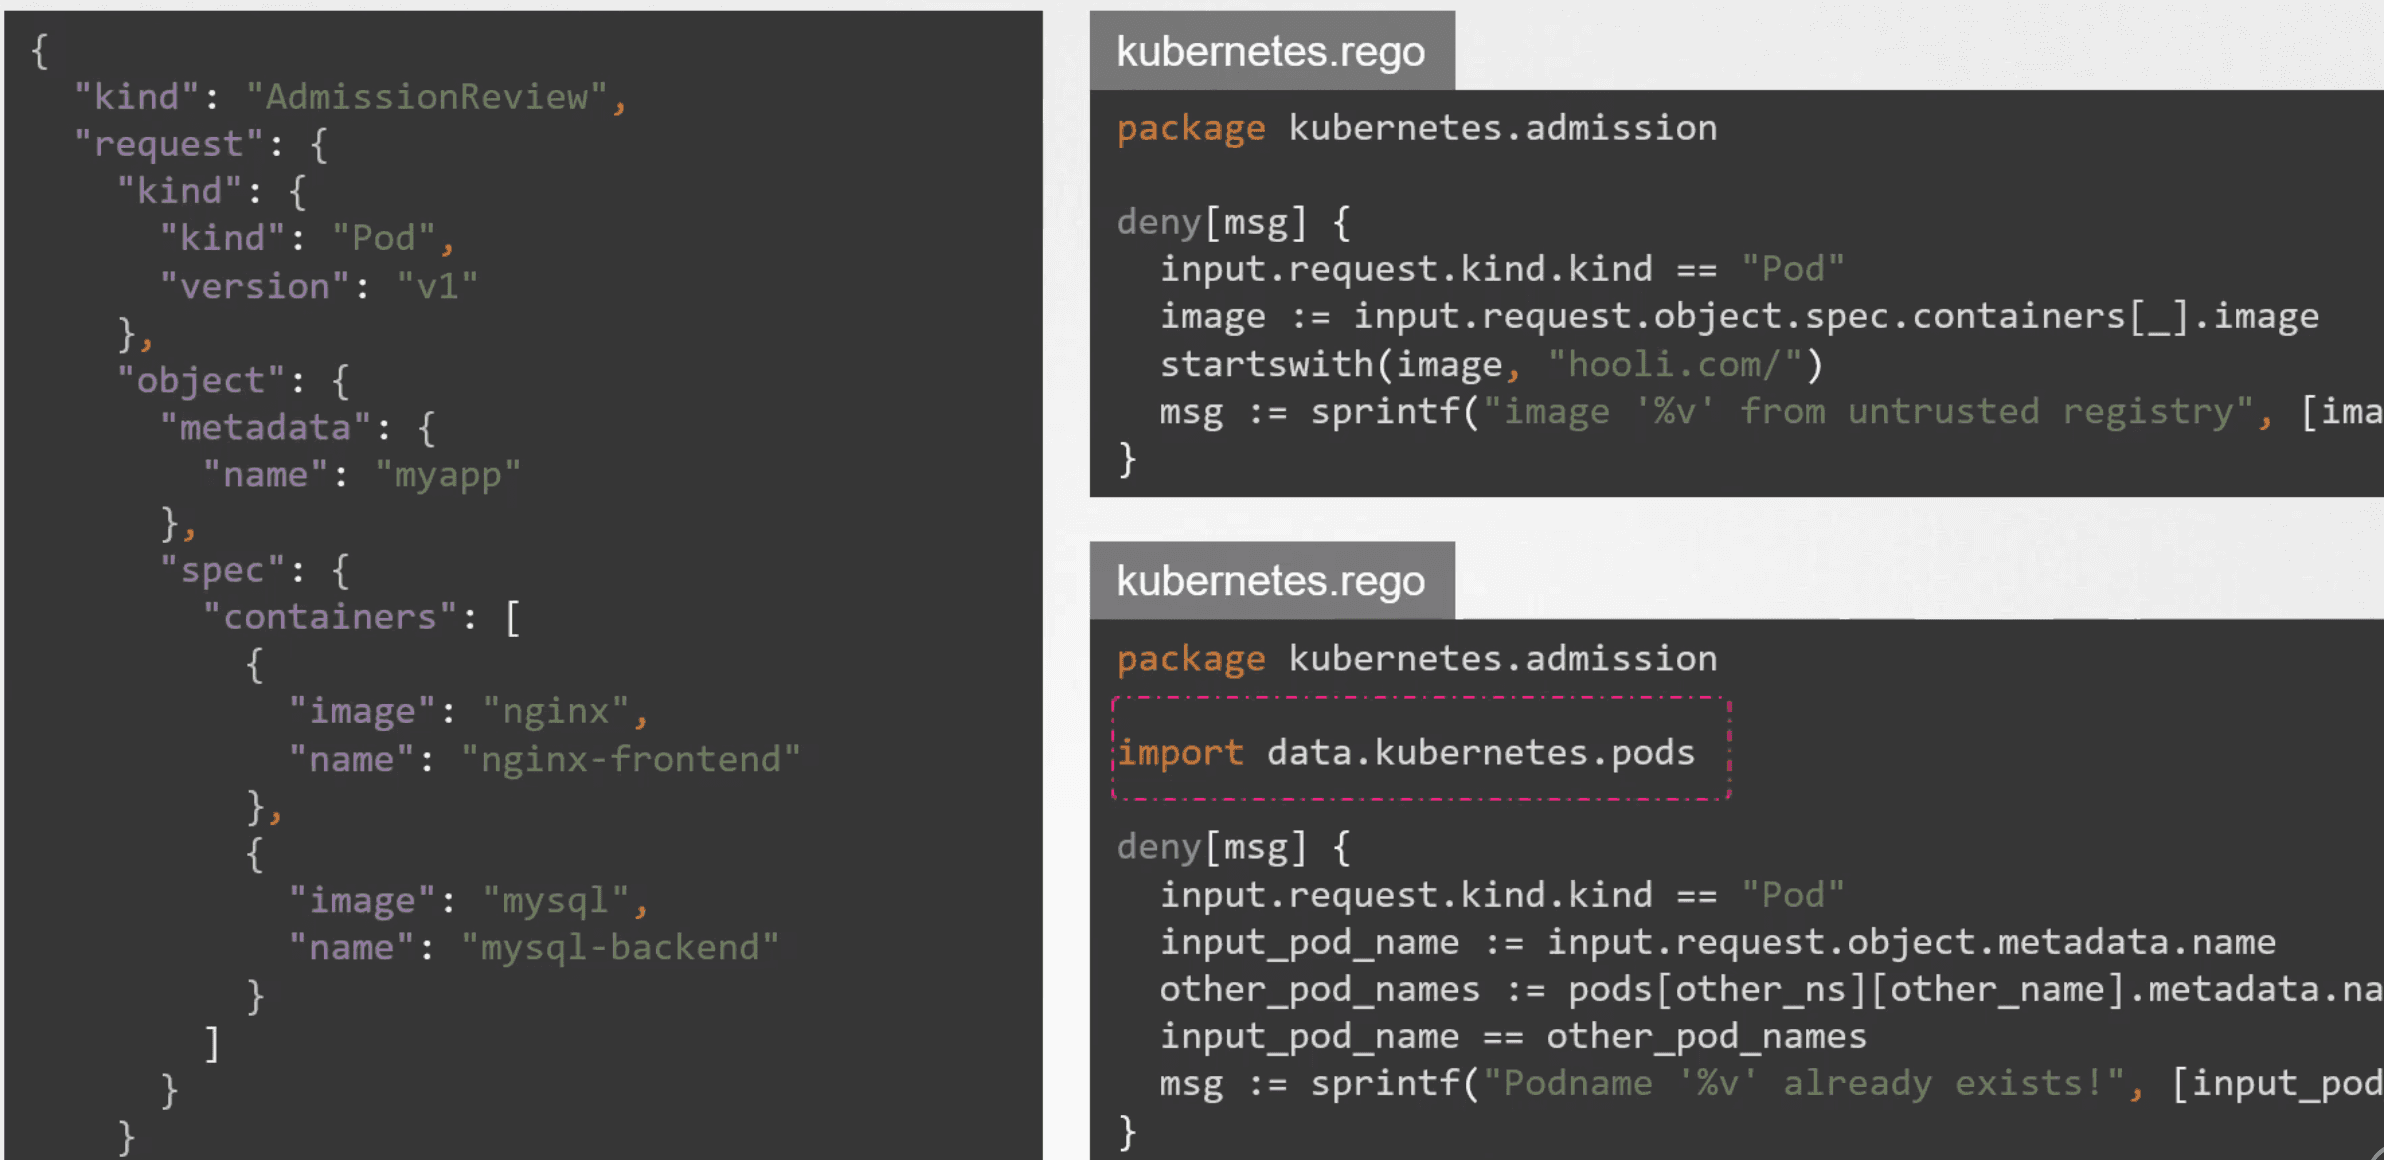 {
  "kind": "AdmissionReview",
  "request": {
    "kind": {
      "kind": "Pod",
      "version": "v1"
    },
    "object": {
      "metadata": {
        "name": "myapp"
      },
      "spec": {
        "containers": [
          {
            "image": "nginx",
            "name": "nginx-frontend"
          },
          {
            "image": "mysql",
            "name": "mysql-backend"
          }
        ]
      }
    }
kubernetes.rego
package kubernetes.admission
deny[msg] {
  input.request.kind.kind == "Pod"
  image := input.request.object.spec.containers[_].image
  startswith(image, "hooli.com/")
  msg := sprintf("image '%v' from untrusted registry", [ima
}
kubernetes.rego
package kubernetes.admission
import data.kubernetes.pods
deny[msg] {
  input.request.kind.kind == "Pod"
  input_pod_name := input.request.object.metadata.name
  other_pod_names := pods[other_ns][other_name].metadata.na
  input_pod_name == other_pod_names
  msg := sprintf("Podname '%v' already exists!", [input_pod
}